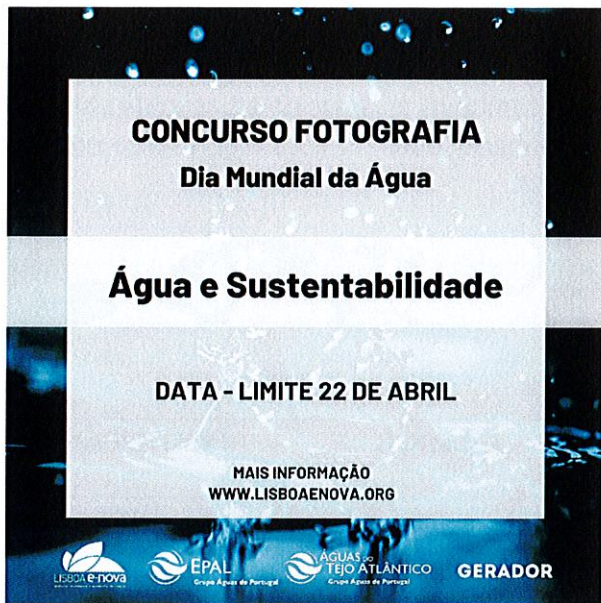 CONCURSO FOTOGRAFIA
Dia Mundial da Água
Água e Sustentabilidade
DATA - LIMITE 22 DE ABRIL
MAIS INFORMAÇÃO
WWW.LISBOAENOVA.ORG
LISBOA e-nova
EPAL
Grupo Águas de Portugal
ÁGUAS DO
TEJO ATLÂNTICO
Grupo Águas de Portugal
GERADOR